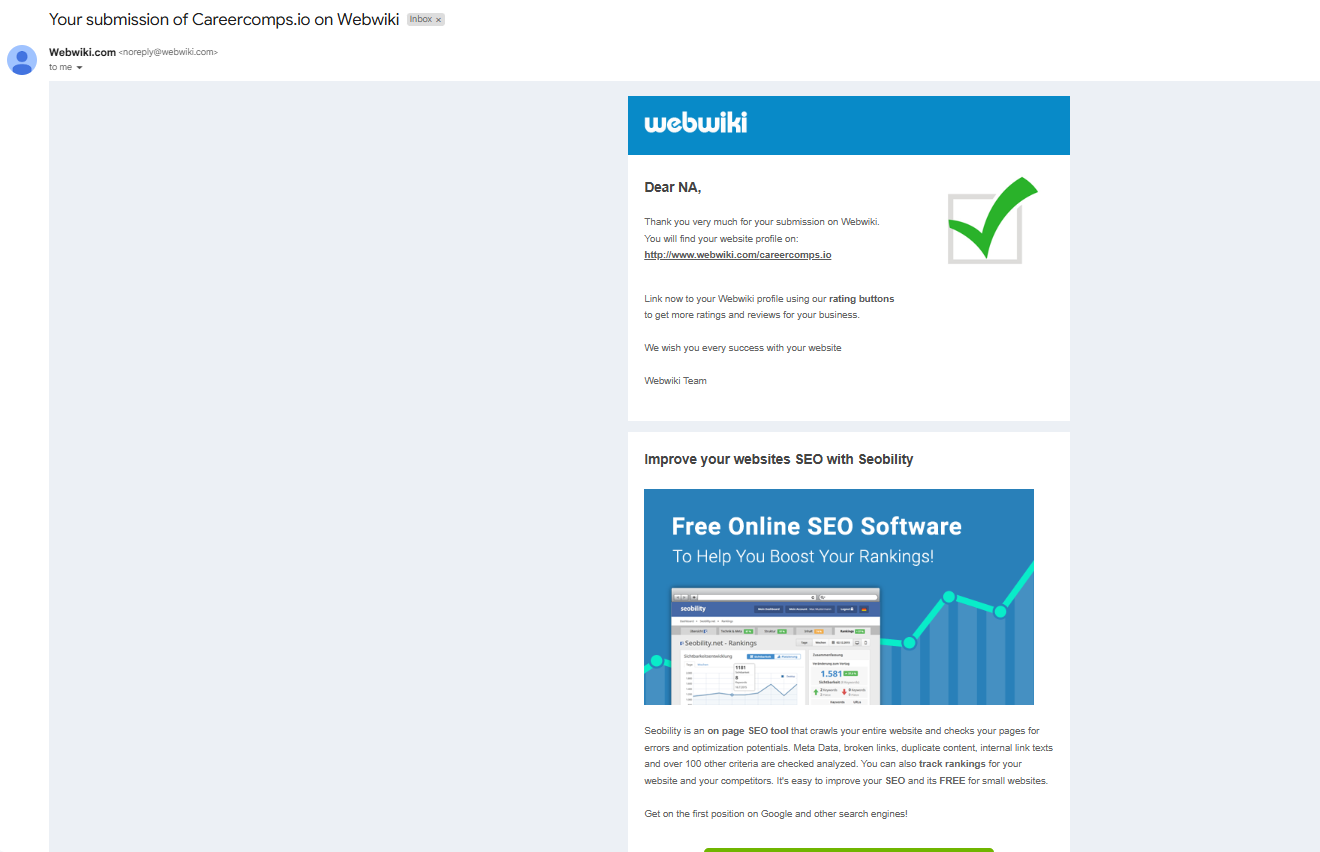 Your submission of Careercomps.io on Webwiki Inbox ×
Webwiki.com <noreply@webwiki.com>
to me
webwiki
Dear NA,
Thank you very much for your submission on Webwiki.
You will find your website profile on:
http://www.webwiki.com/careercomps.io
Link now to your Webwiki profile using our rating buttons
to get more ratings and reviews for your business.
We wish you every success with your website
Webwiki Team
Improve your websites SEO with Seobility
Free Online SEO Software
To Help You Boost Your Rankings!
seobility
Seobility.net - Rankings
1.581
Seobility is an on page SEO tool that crawls your entire website and checks your pages for
errors and optimization potentials. Meta Data, broken links, duplicate content, internal link texts
and over 100 other criteria are checked analyzed. You can also track rankings for your
website and your competitors. It's easy to improve your SEO and its FREE for small websites.
Get on the first position on Google and other search engines!